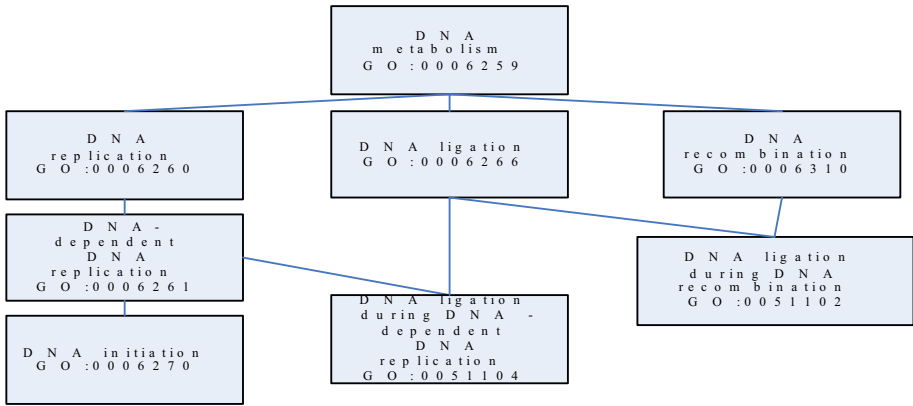 DNA
metabolism
GO:0006259
DNA
replication
GO:0006260
DNA ligation
GO:0006266
DNA
recombination
GO:0006310
DNA-
dependent
DNA
replication
GO:0006261
DNA ligation
during DNA
recombination
GO:0051102
DNA ligation
during DNA-
dependent
DNA
replication
GO:0051104
DNA initiation
GO:0006270